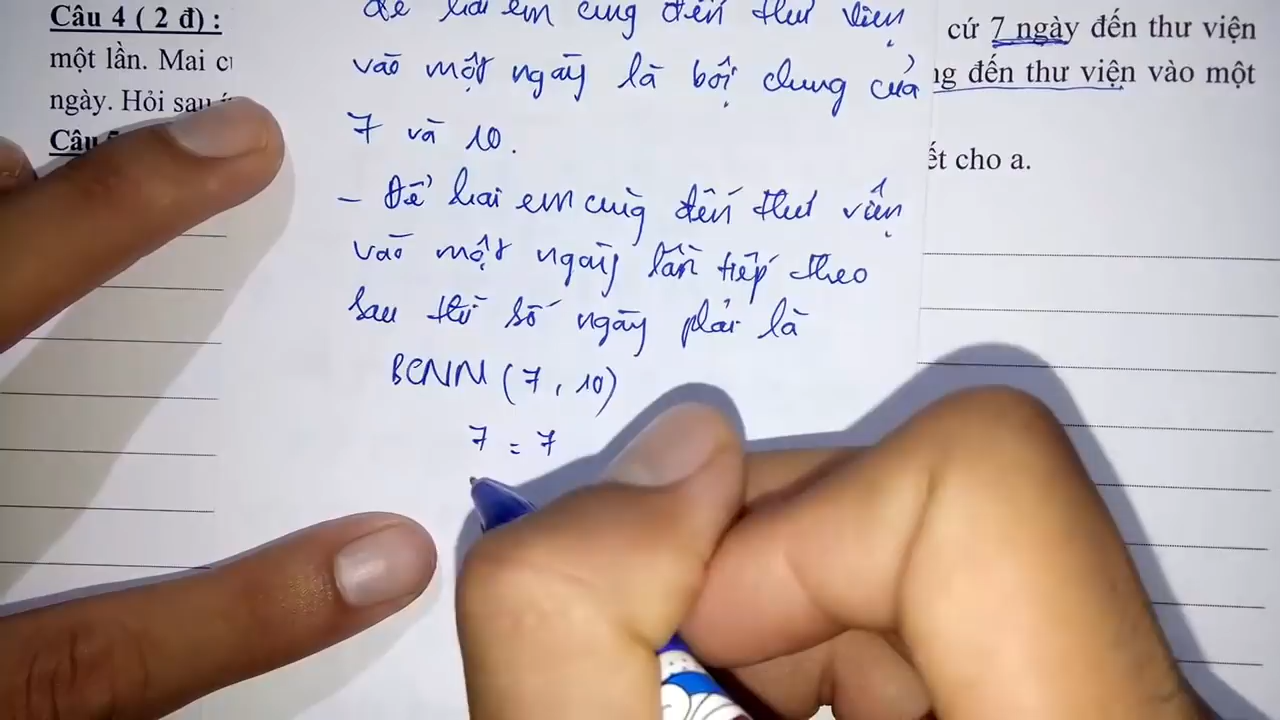 Câu 4 ( 2 đ) :
cứ 7 ngày đến thư viện
một lần. Mai
đến thư viện vào một
ngày. Hỏi sau
Câu
cho a.
để hai em cùng đến thư viện
vào một ngày là bội chung của
7 và 10.
- Để hai em cùng đến thư viện
vào một ngày lần tiếp theo
sau thì số ngày phải là
BCNN (7, 10)
7 = 7